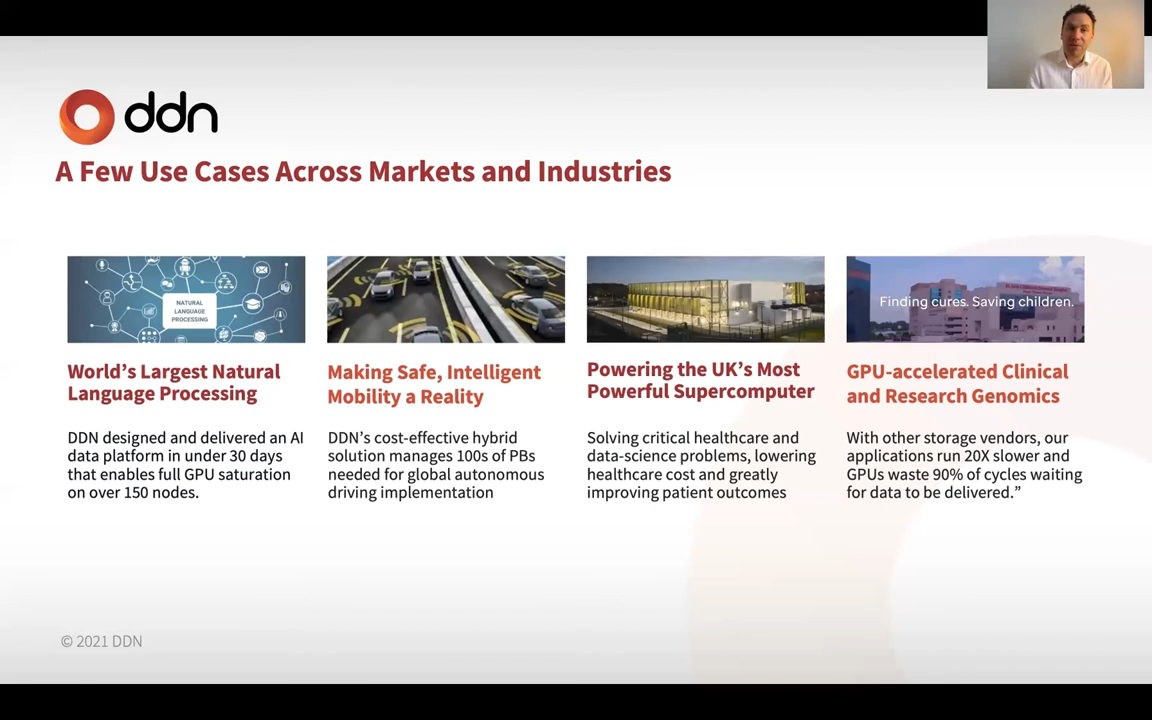 ddn
A Few Use Cases Across Markets and Industries
NATURAL
LANGUAGE
PROCESSING
Finding cures. Saving children.
World's Largest Natural
Language Processing
DDN designed and delivered an AI
data platform in under 30 days
that enables full GPU saturation
on over 150 nodes.
Making Safe, Intelligent
Mobility a Reality
DDN's cost-effective hybrid
solution manages 100s of PBs
needed for global autonomous
driving implementation
Powering the UK's Most
Powerful Supercomputer
Solving critical healthcare and
data-science problems, lowering
healthcare cost and greatly
improving patient outcomes
GPU-accelerated Clinical
and Research Genomics
With other storage vendors, our
applications run 20X slower and
GPUs waste 90% of cycles waiting
for data to be delivered.”
© 2021 DDN